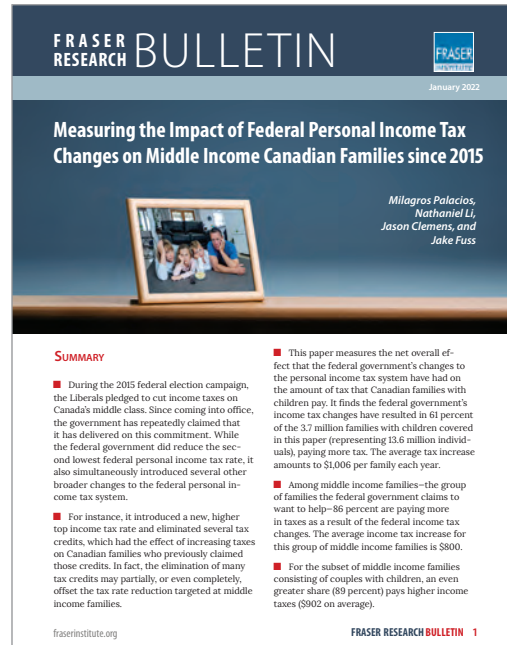 FRASER
RESEARCH BULLETIN
FRASER
INSTITUTE
January 2022
Measuring the Impact of Federal Personal Income Tax
Changes on Middle Income Canadian Families since 2015
Milagros Palacios,
Nathaniel Li,
Jason Clemens, and
Jake Fuss
Summary
■ During the 2015 federal election campaign,
the Liberals pledged to cut income taxes on
Canada's middle class. Since coming into office,
the government has repeatedly claimed that
it has delivered on this commitment. While
the federal government did reduce the sec-
ond lowest federal personal income tax rate, it
also simultaneously introduced several other
broader changes to the federal personal in-
come tax system.
■ For instance, it introduced a new, higher
top income tax rate and eliminated several tax
credits, which had the effect of increasing taxes
on Canadian families who previously claimed
those credits. In fact, the elimination of many
tax credits may partially, or even completely,
offset the tax rate reduction targeted at middle
income families.
■ This paper measures the net overall ef-
fect that the federal government's changes to
the personal income tax system have had on
the amount of tax that Canadian families with
children pay. It finds the federal government's
income tax changes have resulted in 61 percent
of the 3.7 million families with children covered
in this paper (representing 13.6 million individ-
uals), paying more tax. The average tax increase
amounts to $1,006 per family each year.
■ Among middle income families—the group
of families the federal government claims to
want to help—86 percent are paying more
in taxes as a result of the federal income tax
changes. The average income tax increase for
this group of middle income families is $800.
■ For the subset of middle income families
consisting of couples with children, an even
greater share (89 percent) pays higher income
taxes ($902 on average).
fraserinstitute.org
FRASER RESEARCH BULLETIN 1